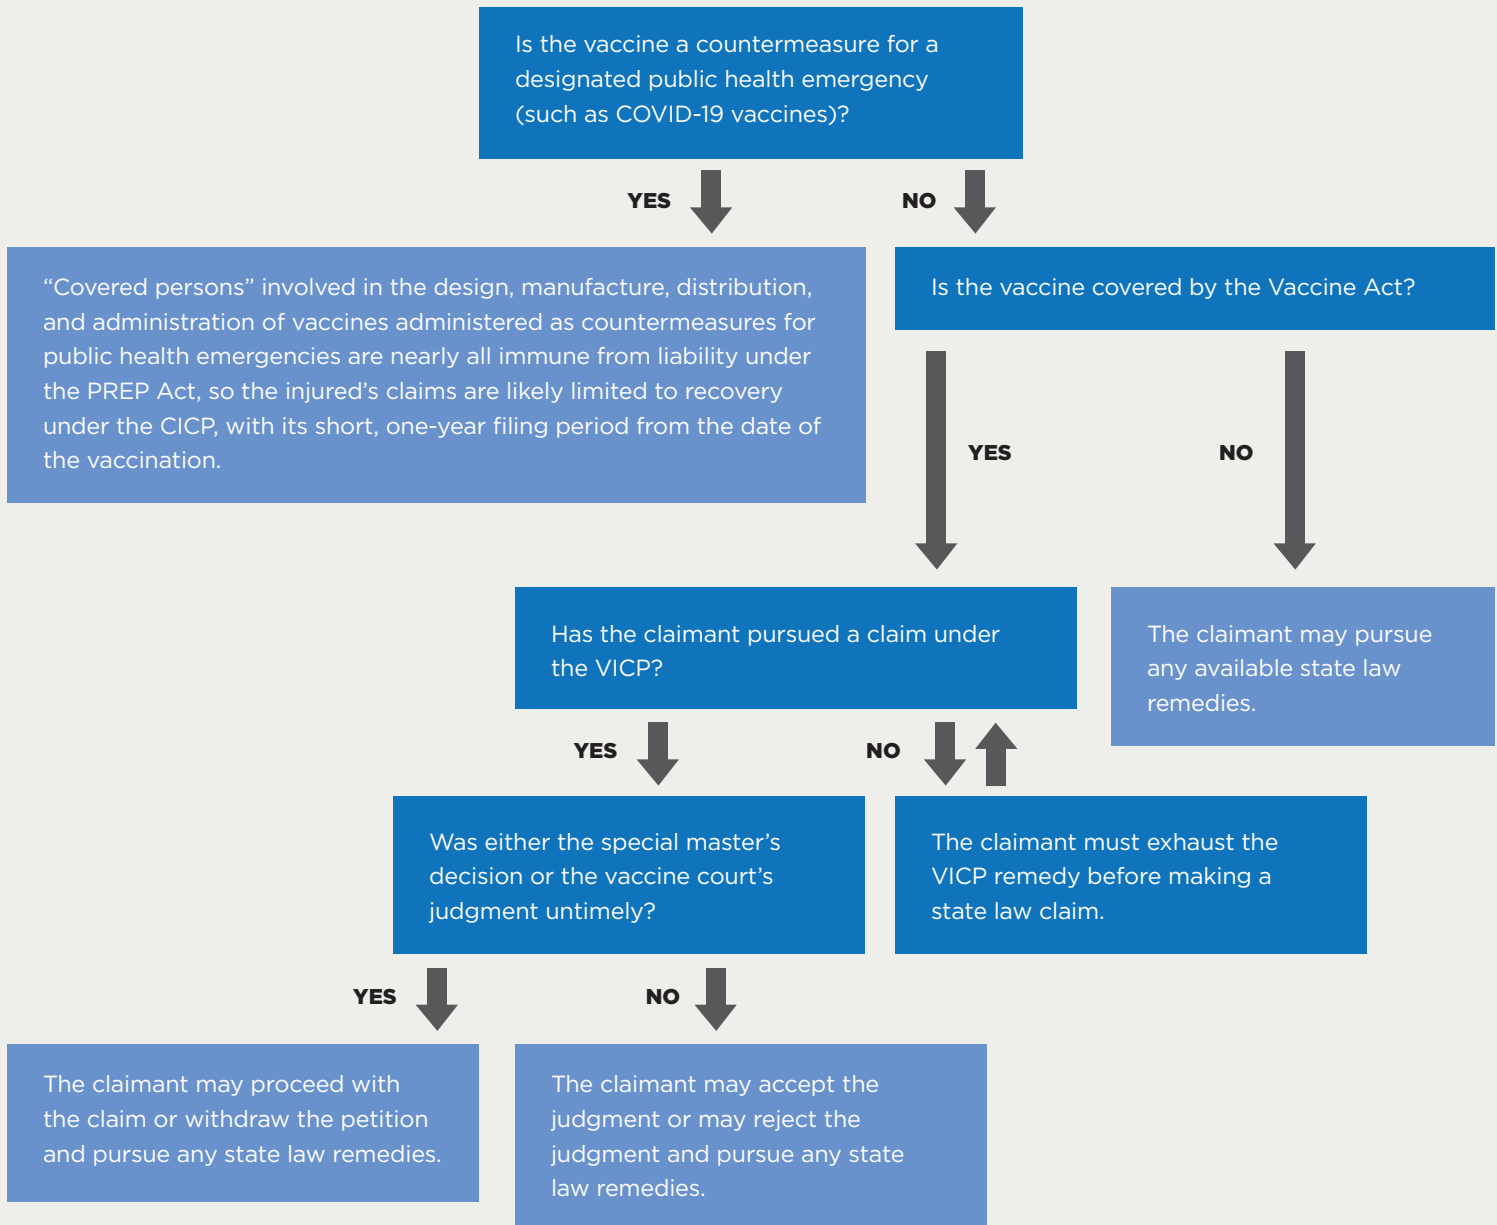 Is the vaccine a countermeasure for a
designated public health emergency
(such as COVID-19 vaccines)?
YES
NO
“Covered persons” involved in the design, manufacture, distribution,
and administration of vaccines administered as countermeasures for
public health emergencies are nearly all immune from liability under
the PREP Act, so the injured’s claims are likely limited to recovery
under the CICP, with its short, one-year filing period from the date of
the vaccination.
Is the vaccine covered by the Vaccine Act?
YES
NO
Has the claimant pursued a claim under
the VICP?
The claimant may pursue
any available state law
remedies.
YES
NO
Was either the special master’s
decision or the vaccine court’s
judgment untimely?
The claimant must exhaust the
VICP remedy before making a
state law claim.
YES
NO
The claimant may proceed with
the claim or withdraw the petition
and pursue any state law remedies.
The claimant may accept the
judgment or may reject the
judgment and pursue any state
law remedies.